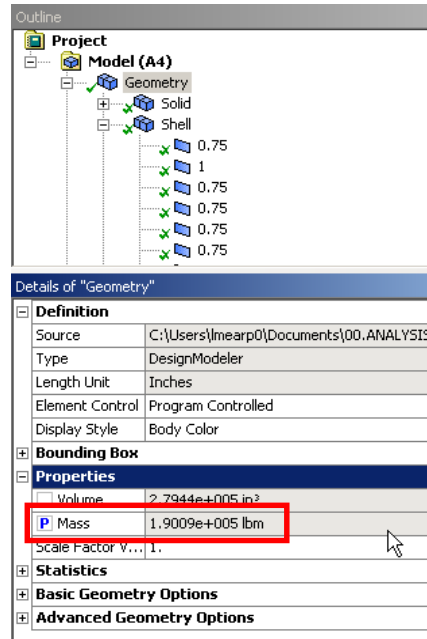 Outline
Project
Model (A4)
Geometry
Solid
Shell
0.75
1
0.75
0.75
0.75
0.75
Details of "Geometry"
Definition
Source C:\Users\lmearp0\Documents\00.ANALYSIS
Type DesignModeler
Length Unit Inches
Element Control Program Controlled
Display Style Body Color
Bounding Box
Properties
Volume 2.7944e+005 in³
P Mass 1.9009e+005 lbm
Scale Factor V... 1.
Statistics
Basic Geometry Options
Advanced Geometry Options